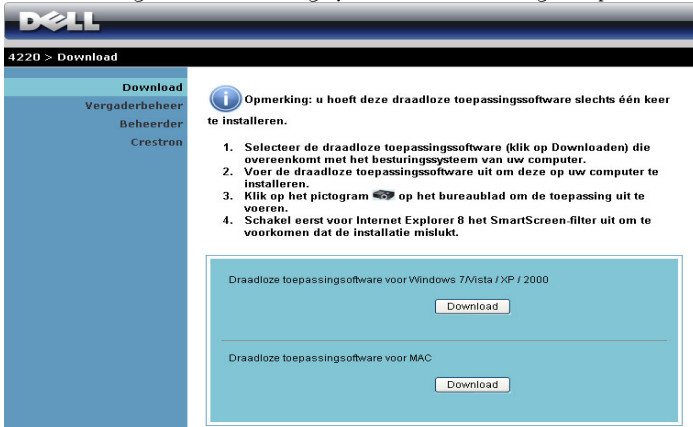 DELL
4220 > Download
Download
Vergaderbeheer
Beheerder
Crestron
Opmerking: u hoeft deze draadloze toepassingssoftware slechts één keer
te installeren.
1. Selecteer de draadloze toepassingssoftware (klik op Downloaden) die
overeenkomt met het besturingssysteem van uw computer.
2. Voer de draadloze toepassingssoftware uit om deze op uw computer te
installeren.
3. Klik op het pictogram op het bureaublad om de toepassing uit te
voeren.
4. Schakel eerst voor Internet Explorer 8 het SmartScreen-filter uit om te
voorkomen dat de installatie mislukt.
Draadloze toepassingsoftware voor Windows 7/Vista / XP / 2000
Download
Draadloze toepassingsoftware voor MAC
Download